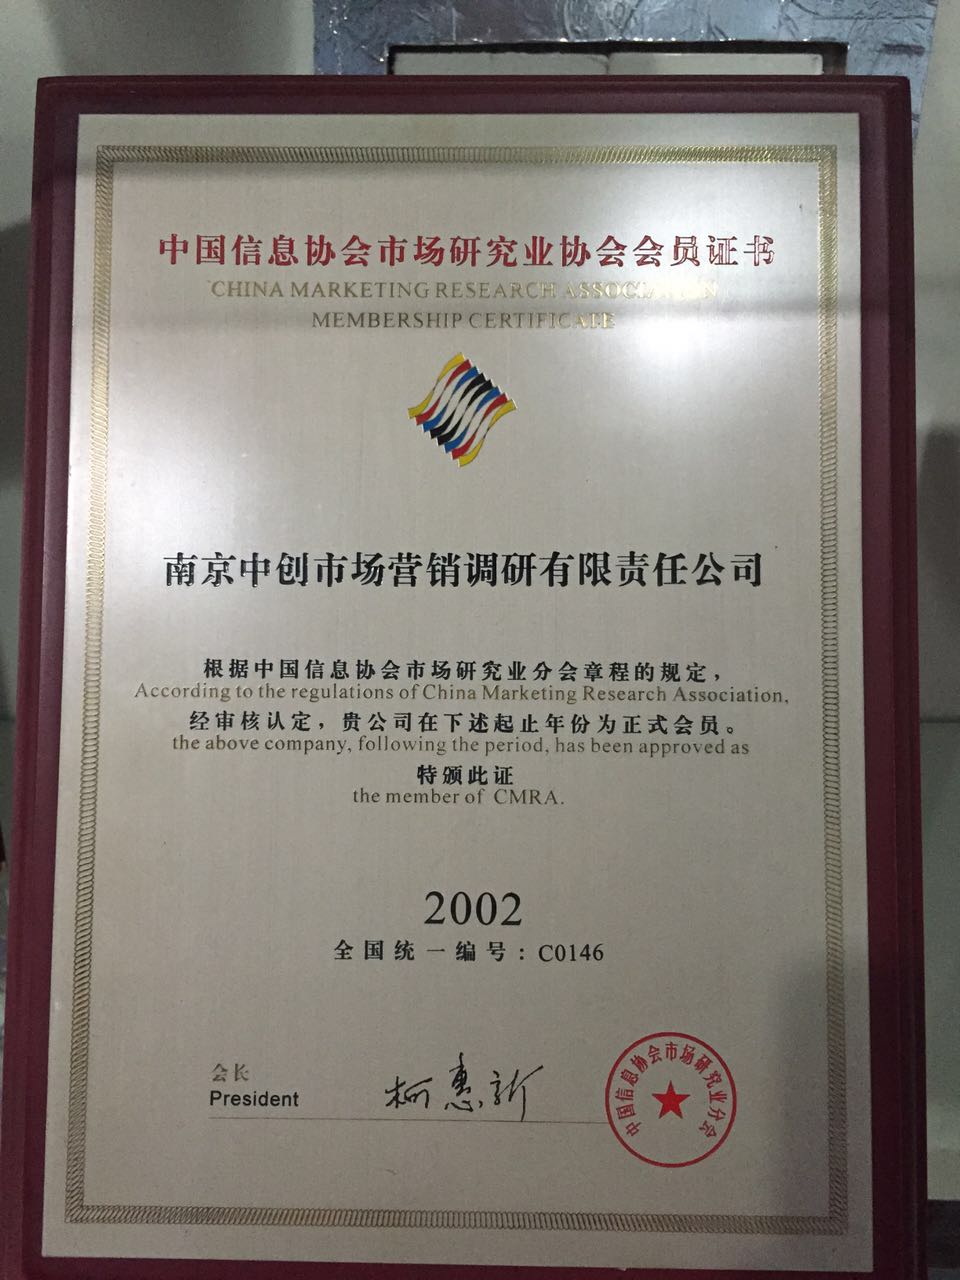 中国信息协会市场研究业协会会员证书
CHINA MARKETING RESEARCH ASSOCIATION
MEMBERSHIP CERTIFICATE
南京中创市场营销调研有限责任公司
根据中国信息协会市场研究业分会章程的规定，
According to the regulations of China Marketing Research Association,
经审核认定，贵公司在下述起止年份为正式会员。
the above company, following the period, has been approved as
特颁此证
the member of CMRA.
2002
全国统一编号：C0146
会长
President
柯惠新
中国信息协会市场研究业分会